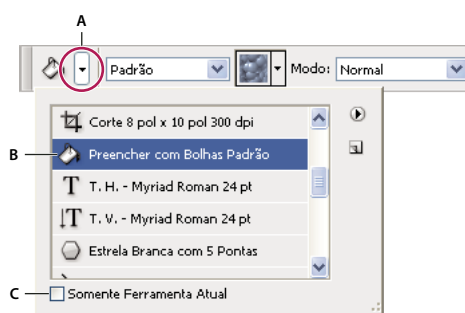 A
Padrão
Modo: Normal
Corte 8 pol x 10 pol 300 dpi
B
Preencher com Bolhas Padrão
T. H. - Myriad Roman 24 pt
T. V. - Myriad Roman 24 pt
Estrela Branca com 5 Pontas
C
Somente Ferramenta Atual